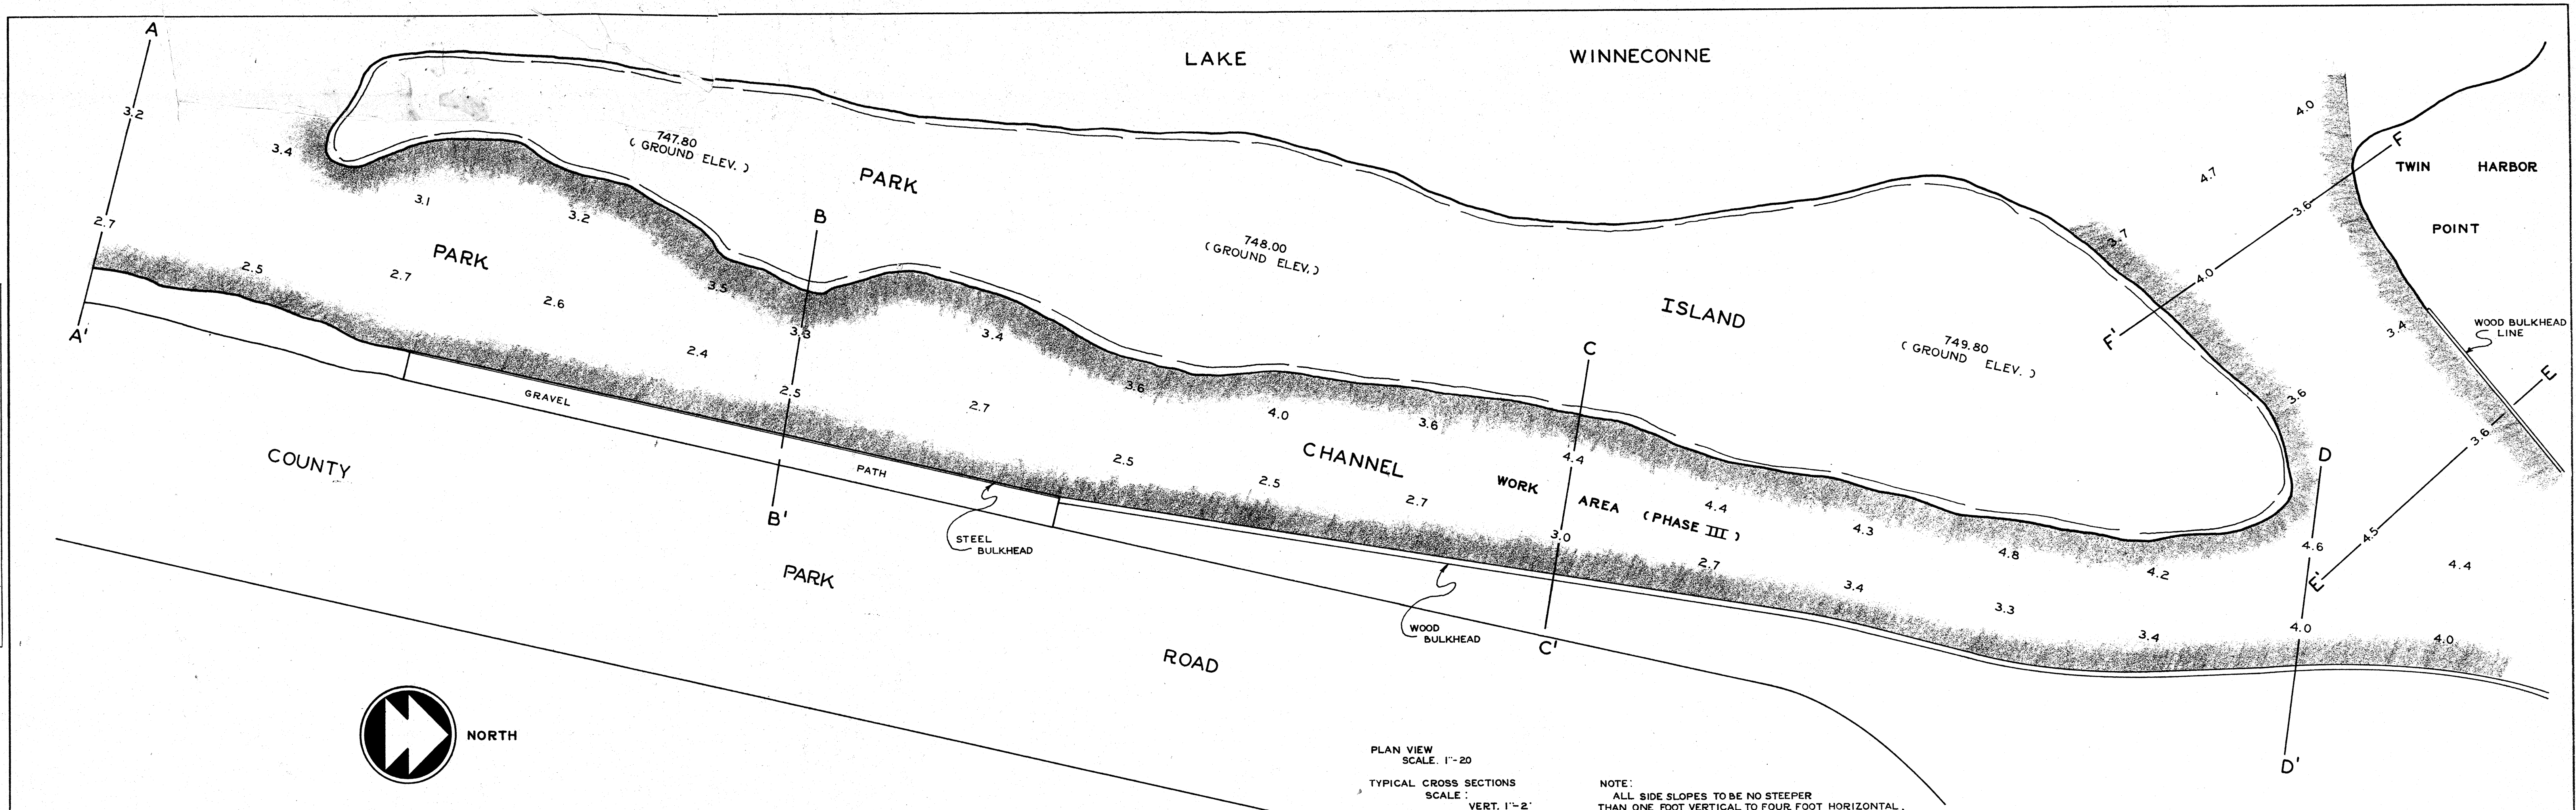 A
LAKE WINNECONNE
3.2
4.0
F
747.80
( GROUND ELEV. )
3.4
PARK
4.7
TWIN HARBOR
POINT
3.6
3.1
3.2
B
2.7
PARK
748.00
( GROUND ELEV. )
3.7
4.0
2.5
2.7
3.5
2.6
ISLAND
A'
3.3
3.4
F'
3.4
WOOD BULKHEAD
LINE
2.4
C
749.80
( GROUND ELEV. )
E
2.5
3.6
GRAVEL
2.7
4.0
3.6
3.6
3.6
COUNTY
PATH
2.5
CHANNEL
4.4
D
B'
2.5
2.7
WORK AREA (PHASE III)
4.4
4.3
4.8
4.2
4.6
4.5
4.4
STEEL
BULKHEAD
3.0
2.7
3.4
3.3
E'
PARK
WOOD
BULKHEAD
C'
3.4
4.0
4.0
ROAD
NORTH
D'
PLAN VIEW
SCALE. 1"-20
TYPICAL CROSS SECTIONS
SCALE:
VERT. 1"-2'
NOTE:
ALL SIDE SLOPES TO BE NO STEEPER
THAN ONE FOOT VERTICAL TO FOUR FOOT HORIZONTAL.